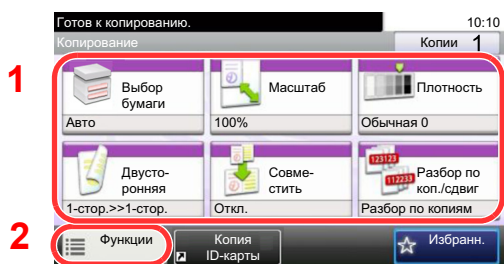 Готов к копированию. 10:10
Копирование Копии 1
1
Выбор
бумаги
Авто
Масштаб
100%
Плотность
Обычная 0
123123
112233
Двусто-
ронняя
1-стор.>>1-стор.
Совме-
стить
Откл.
Разбор по
коп./сдвиг
Разбор по копиям
2
Функции
Копия
ID-карты
Избранн.